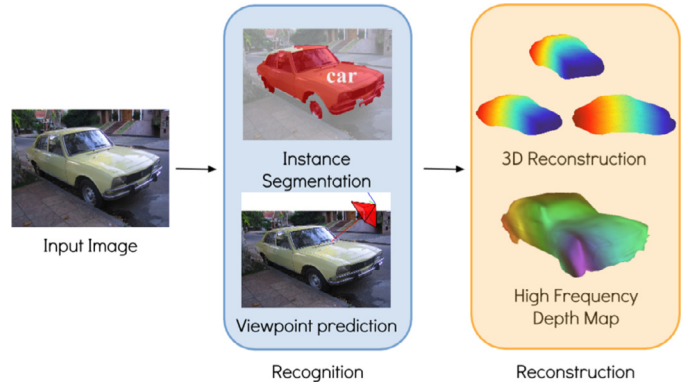 Input Image
car
Instance
Segmentation
Viewpoint prediction
Recognition
3D Reconstruction
High Frequency
Depth Map
Reconstruction